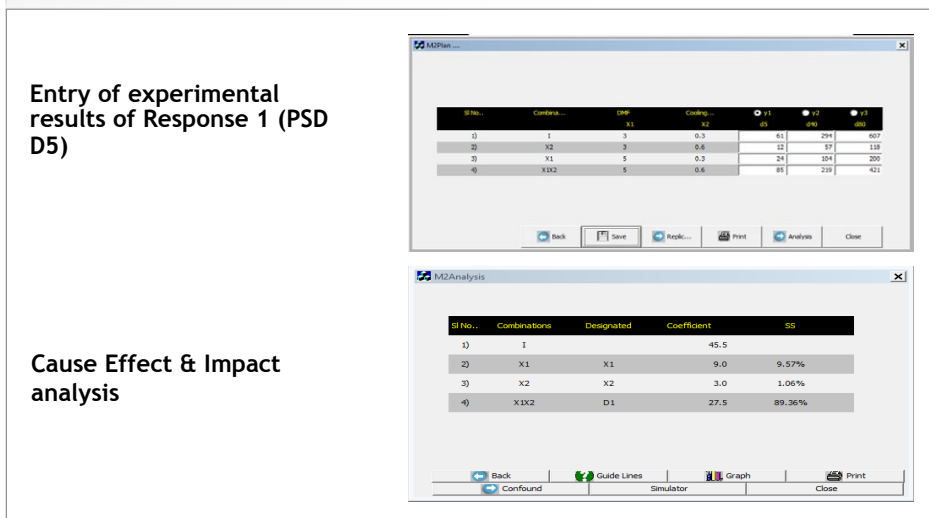 Entry of experimental
results of Response 1 (PSD
D5)
M2Plan ...
Sl No.. Combina... DMF Cooling... y1 y2 y3
X1 X2 d5 d40 d80
1) I 3 0.3 61 294 607
2) X2 3 0.6 12 57 118
3) X1 5 0.3 24 104 200
4) X1X2 5 0.6 85 219 421
Back Save Replic... Print Analysis Close
Cause Effect & Impact
analysis
M2Analysis
Sl No.. Combinations Designated Coefficient SS
1) I 45.5
2) X1 X1 9.0 9.57%
3) X2 X2 3.0 1.06%
4) X1X2 D1 27.5 89.36%
Back Guide Lines Graph Print
Confound Simulator Close